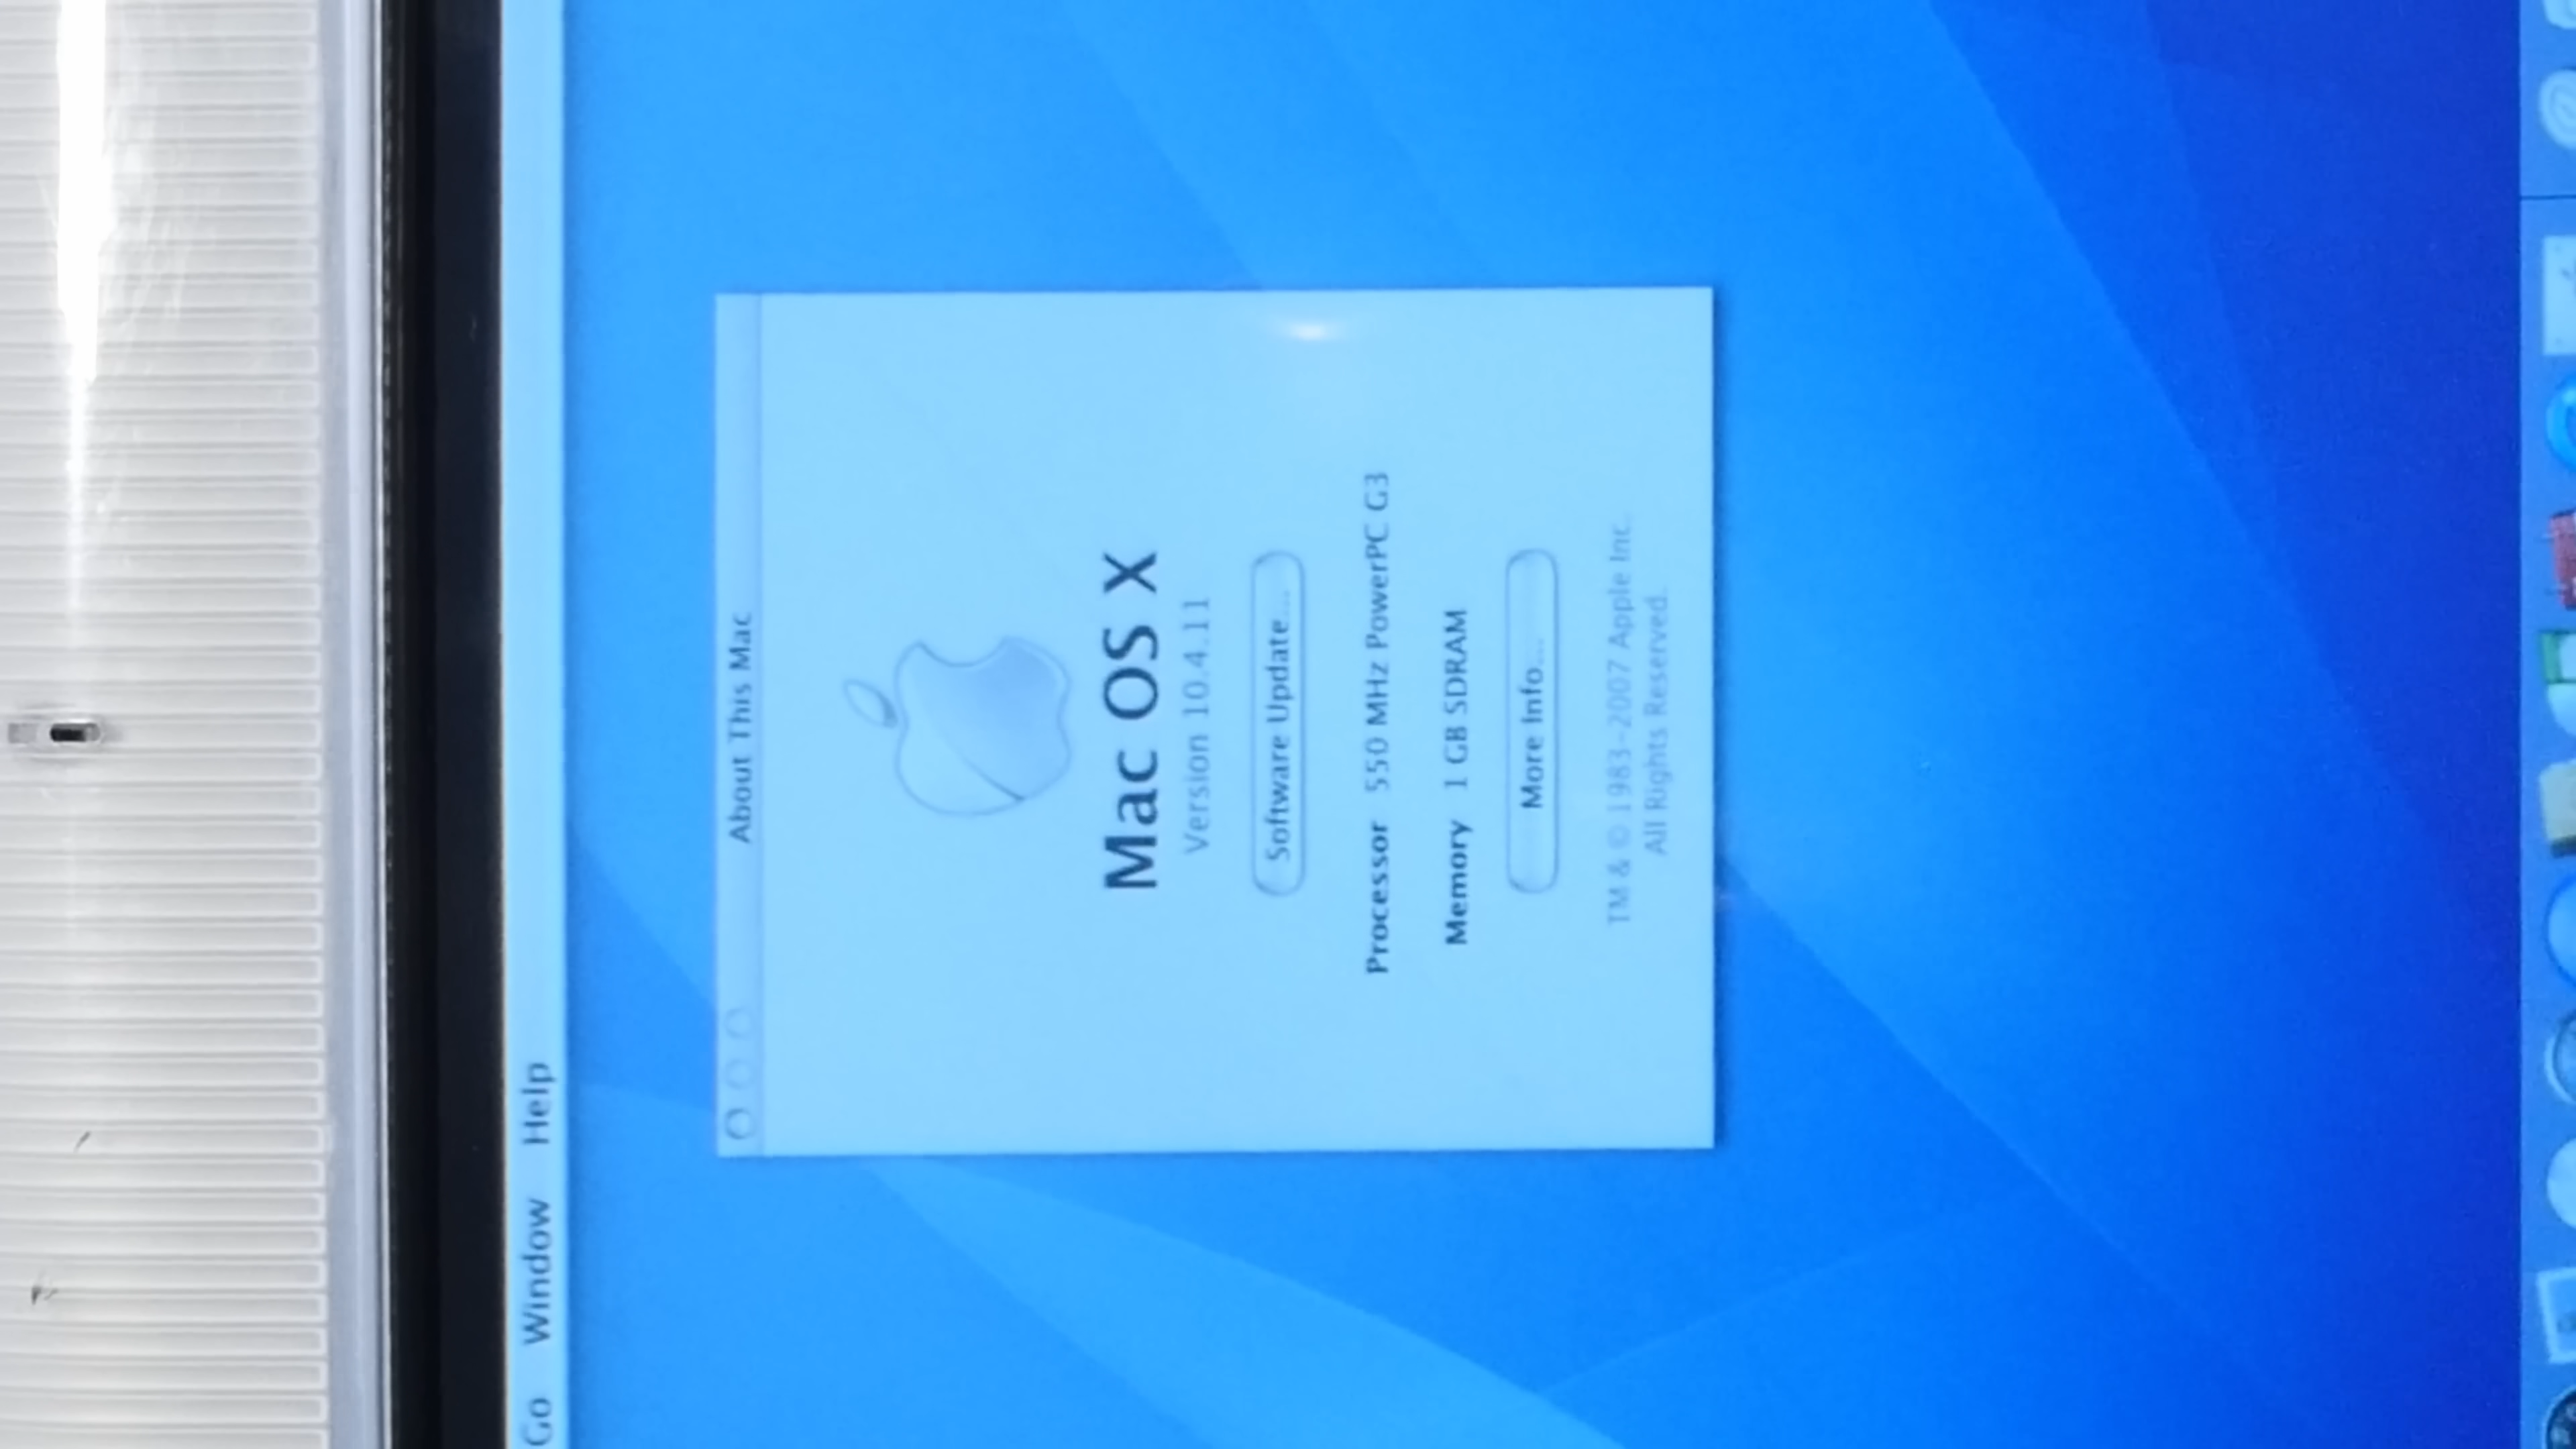 Go Window Help
About This Mac
Mac OS X
Version 10.4.11
Software Update...
Processor 550 MHz PowerPC G3
Memory 1 GB SDRAM
More Info...
TM & © 1983-2007 Apple Inc.
All Rights Reserved.